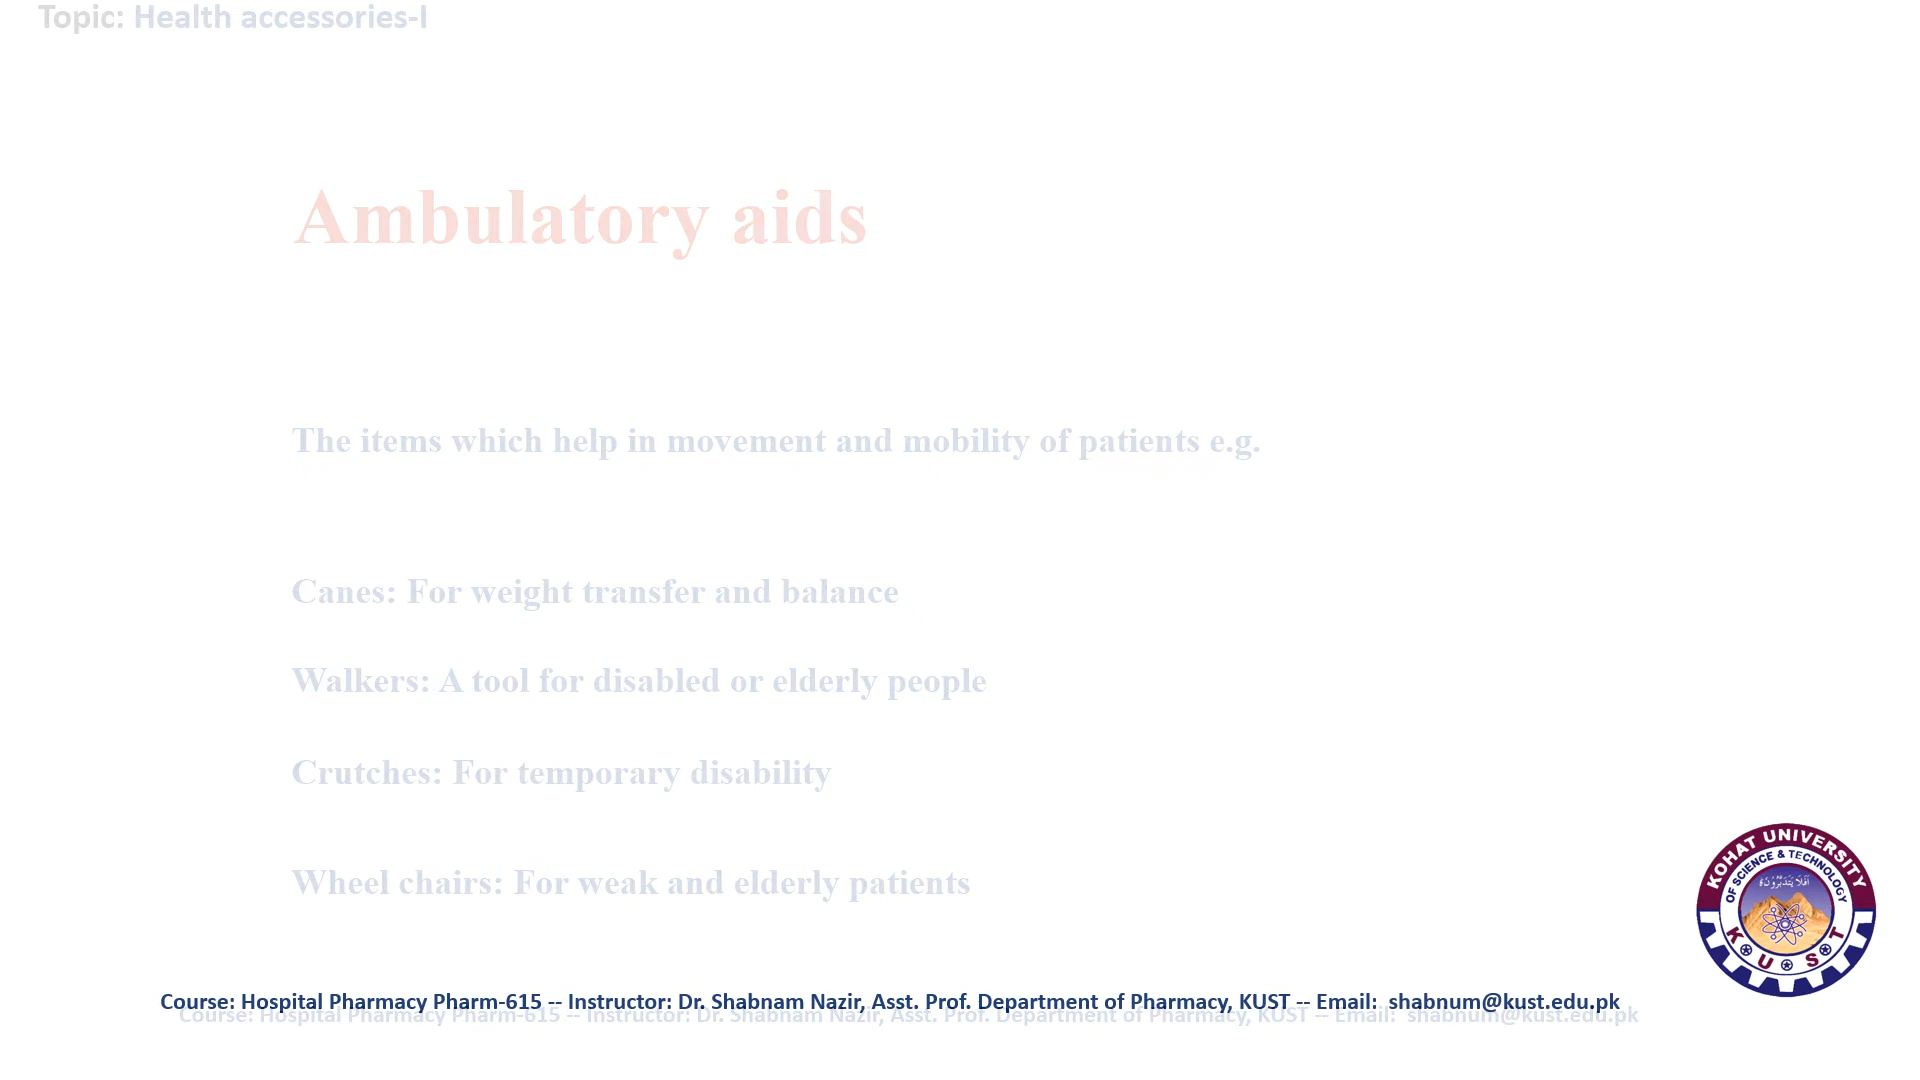 Topic: Health accessories-I
Ambulatory aids
The items which help in movement and mobility of patients e.g.
Canes: For weight transfer and balance
Walkers: A tool for disabled or elderly people
Crutches: For temporary disability
Wheel chairs: For weak and elderly patients
KOHAT UNIVERSITY
OF SCIENCE & TECHNOLOGY
أفلا يتدبرون
K U S T
Course: Hospital Pharmacy Pharm-615 -- Instructor: Dr. Shabnam Nazir, Asst. Prof. Department of Pharmacy, KUST -- Email:  shabnum@kust.edu.pk
Course: Hospital Pharmacy Pharm-615 -- Instructor: Dr. Shabnam Nazir, Asst. Prof. Department of Pharmacy, KUST -- Email:  shabnum@kust.edu.pk